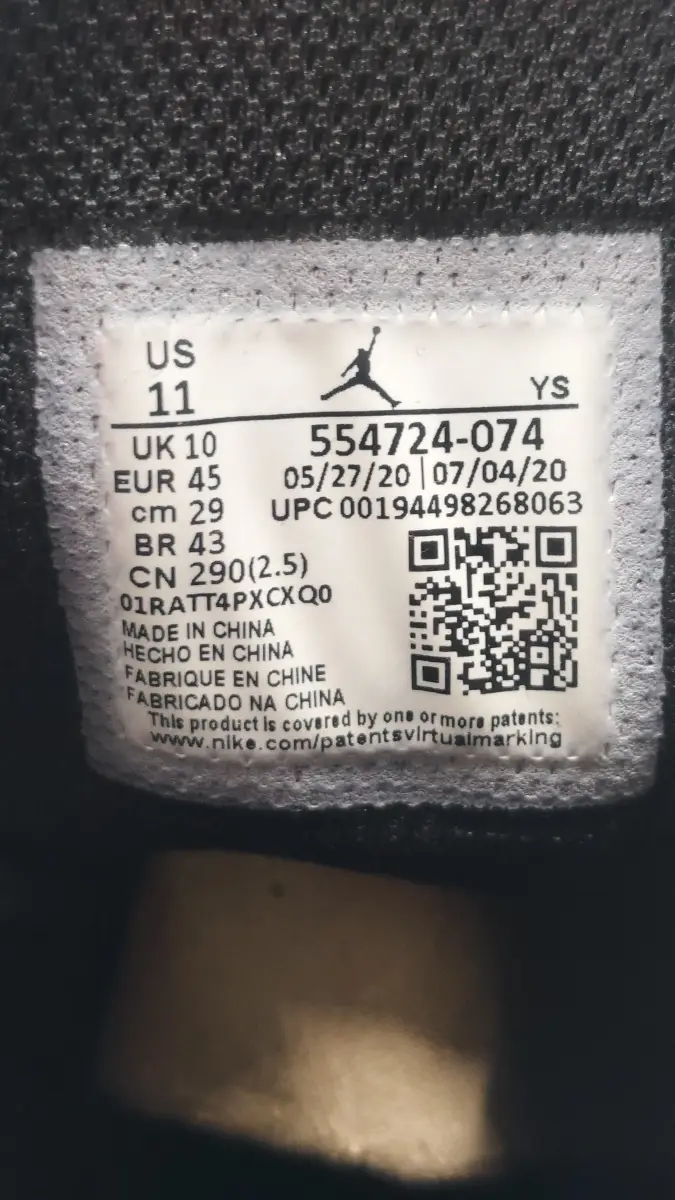 US
11
YS
UK 10
554724-074
EUR 45
05/27/20 | 07/04/20
cm 29
UPC 00194498268063
BR 43
CN 290(2.5)
01RATT4PXCXQ0
MADE IN CHINA
HECHO EN CHINA
FABRIQUE EN CHINE
FABRICADO NA CHINA
This product is covered by one or more patents:
www.nike.com/patentsvirtualmarking